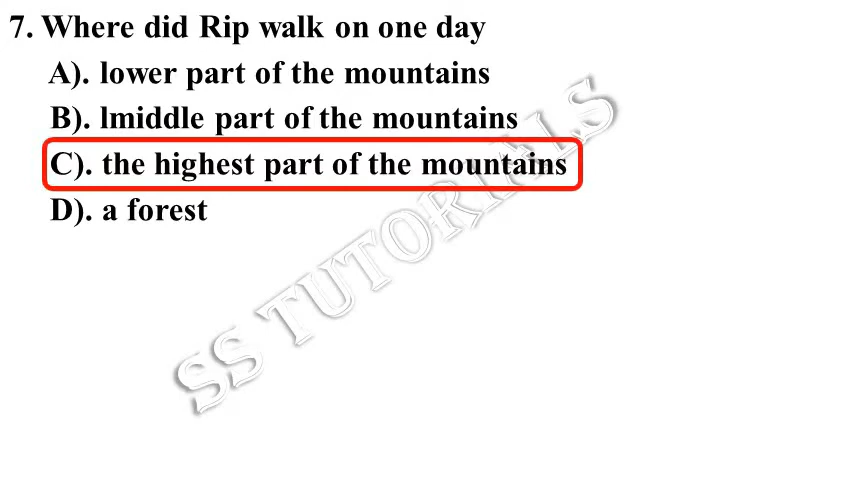 7. Where did Rip walk on one day
A). lower part of the mountains
B). lmiddle part of the mountains
C). the highest part of the mountains
D). a forest
SS TUTORIALS